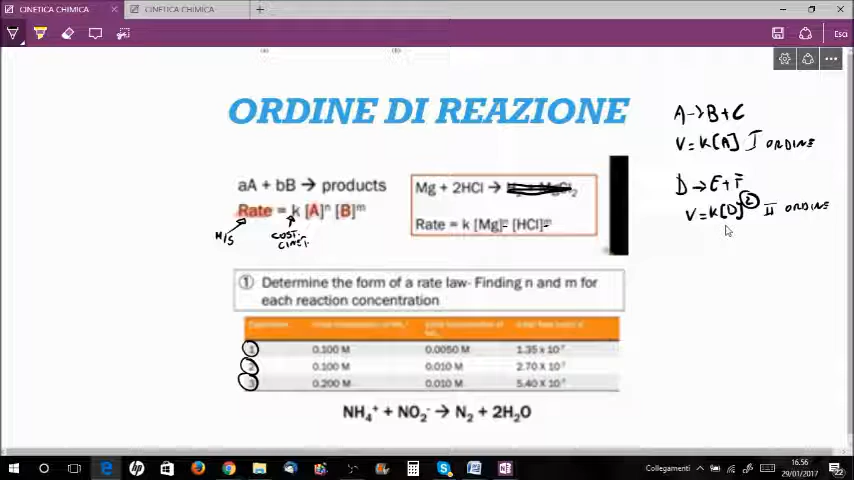 CINETICA CHIMICA
CINETICA CHIMICA
Esci
ORDINE DI REAZIONE
aA + bB → products
Rate = k [A]ⁿ [B]ᵐ
M/S
COST. CINET.
Mg + 2HCl →
Rate = k [Mg]ⁿ [HCl]ᵐ
A → B + C
V = K[A] I ORDINE
D → E + F
V = K[D]² II ORDINE
① Determine the form of a rate law- Finding n and m for
each reaction concentration
1 0.100 M 0.0050 M 1.35 x 10⁻⁷
2 0.100 M 0.010 M 2.70 x 10⁻⁷
3 0.200 M 0.010 M 5.40 x 10⁻⁷
NH₄⁺ + NO₂⁻ → N₂ + 2H₂O
Collegamenti
16.56
29/01/2017
22